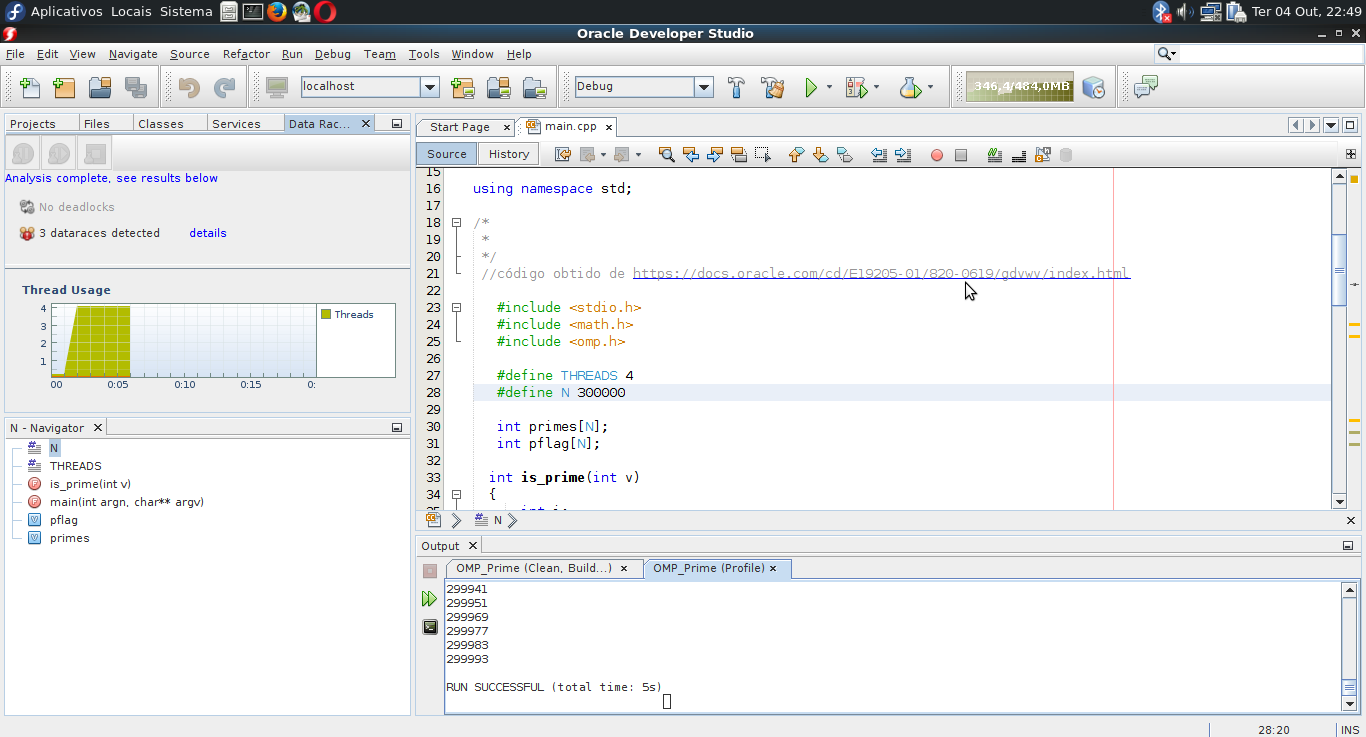 Aplicativos Locais Sistema
Ter 04 Out, 22:49
Oracle Developer Studio
File Edit View Navigate Source Refactor Run Debug Team Tools Window Help
localhost
Debug
346,4/484,0MB
Projects Files Classes Services Data Rac...
Analysis complete, see results below
No deadlocks
3 dataraces detected details
Thread Usage
4
3
2
1
Threads
00 0:05 0:10 0:15 0:
N - Navigator
N
THREADS
is_prime(int v)
main(int argn, char** argv)
pflag
primes
Start Page main.cpp
Source History
15
16 using namespace std;
17
18 /*
19 *
20 */
21 //código obtido de https://docs.oracle.com/cd/E19205-01/820-0619/gdvwv/index.html
22
23 #include <stdio.h>
24 #include <math.h>
25 #include <omp.h>
26
27 #define THREADS 4
28 #define N 300000
29
30 int primes[N];
31 int pflag[N];
32
33 int is_prime(int v)
34 {
N
Output
OMP_Prime (Clean, Build...) OMP_Prime (Profile)
299941
299951
299969
299977
299983
299993
RUN SUCCESSFUL (total time: 5s)
28:20 INS